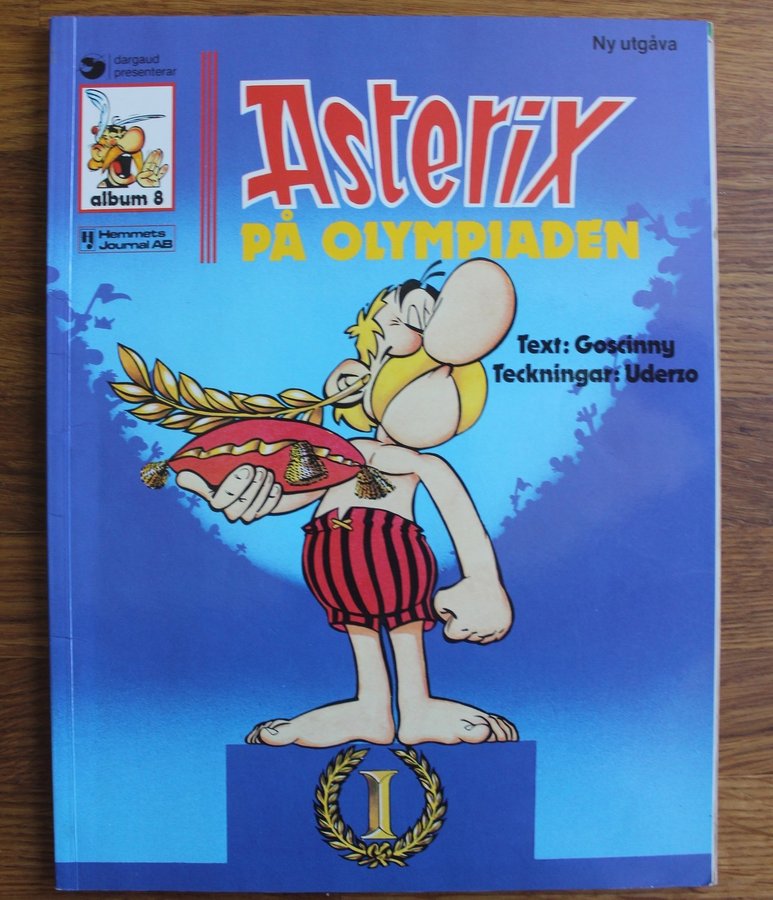 Ny utgåva
dargaud
presenterar
album 8
Hemmets
Journal AB
Asterix
PÅ OLYMPIADEN
Text: Goscinny
Teckningar: Uderzo
I